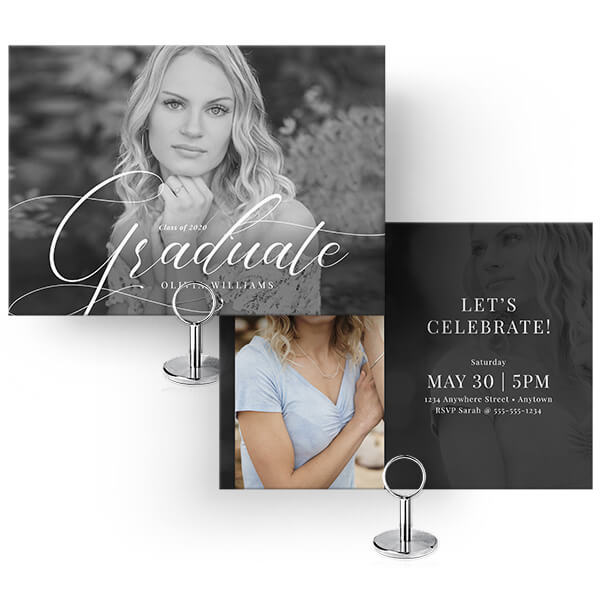 Class of 2020
Graduate
OLIVIA WILLIAMS
LET'S
CELEBRATE!
Saturday
MAY 30 | 5PM
1234 Anywhere Street • Anytown
RSVP Sarah @ 555-555-1234